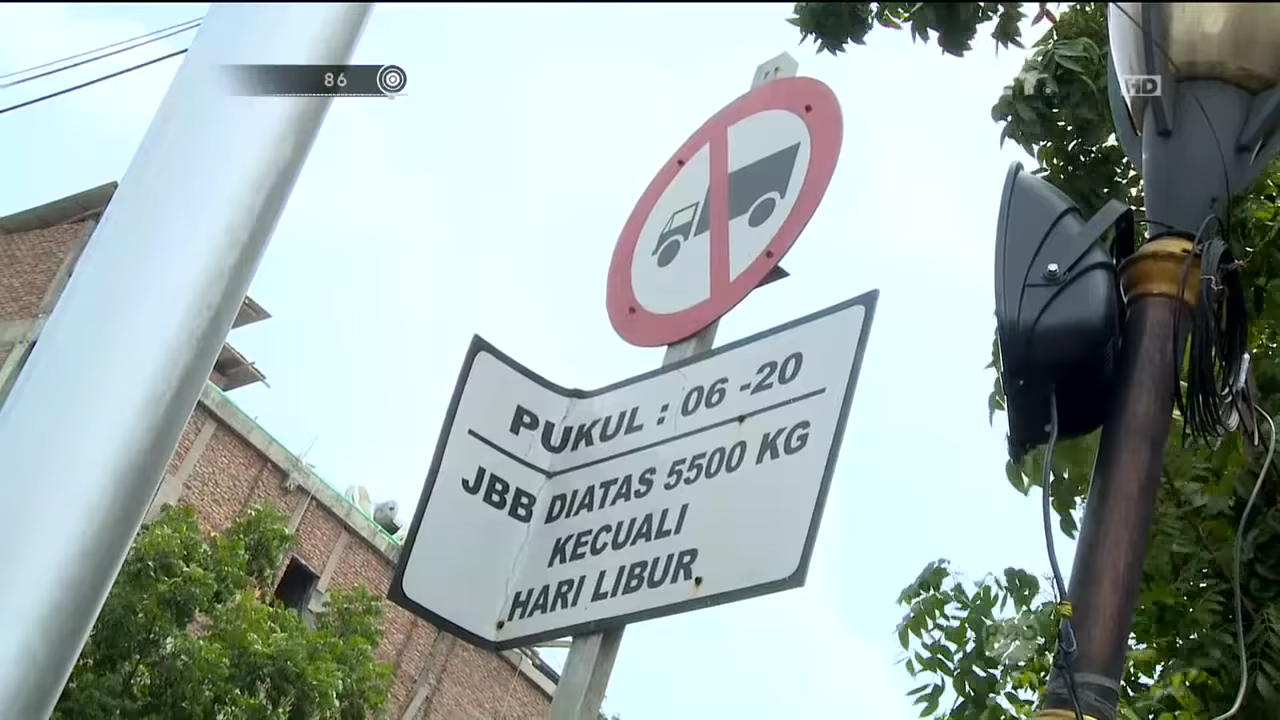 86
HD
PUKUL : 06 -20
JBB DIATAS 5500 KG
KECUALI
HARI LIBUR